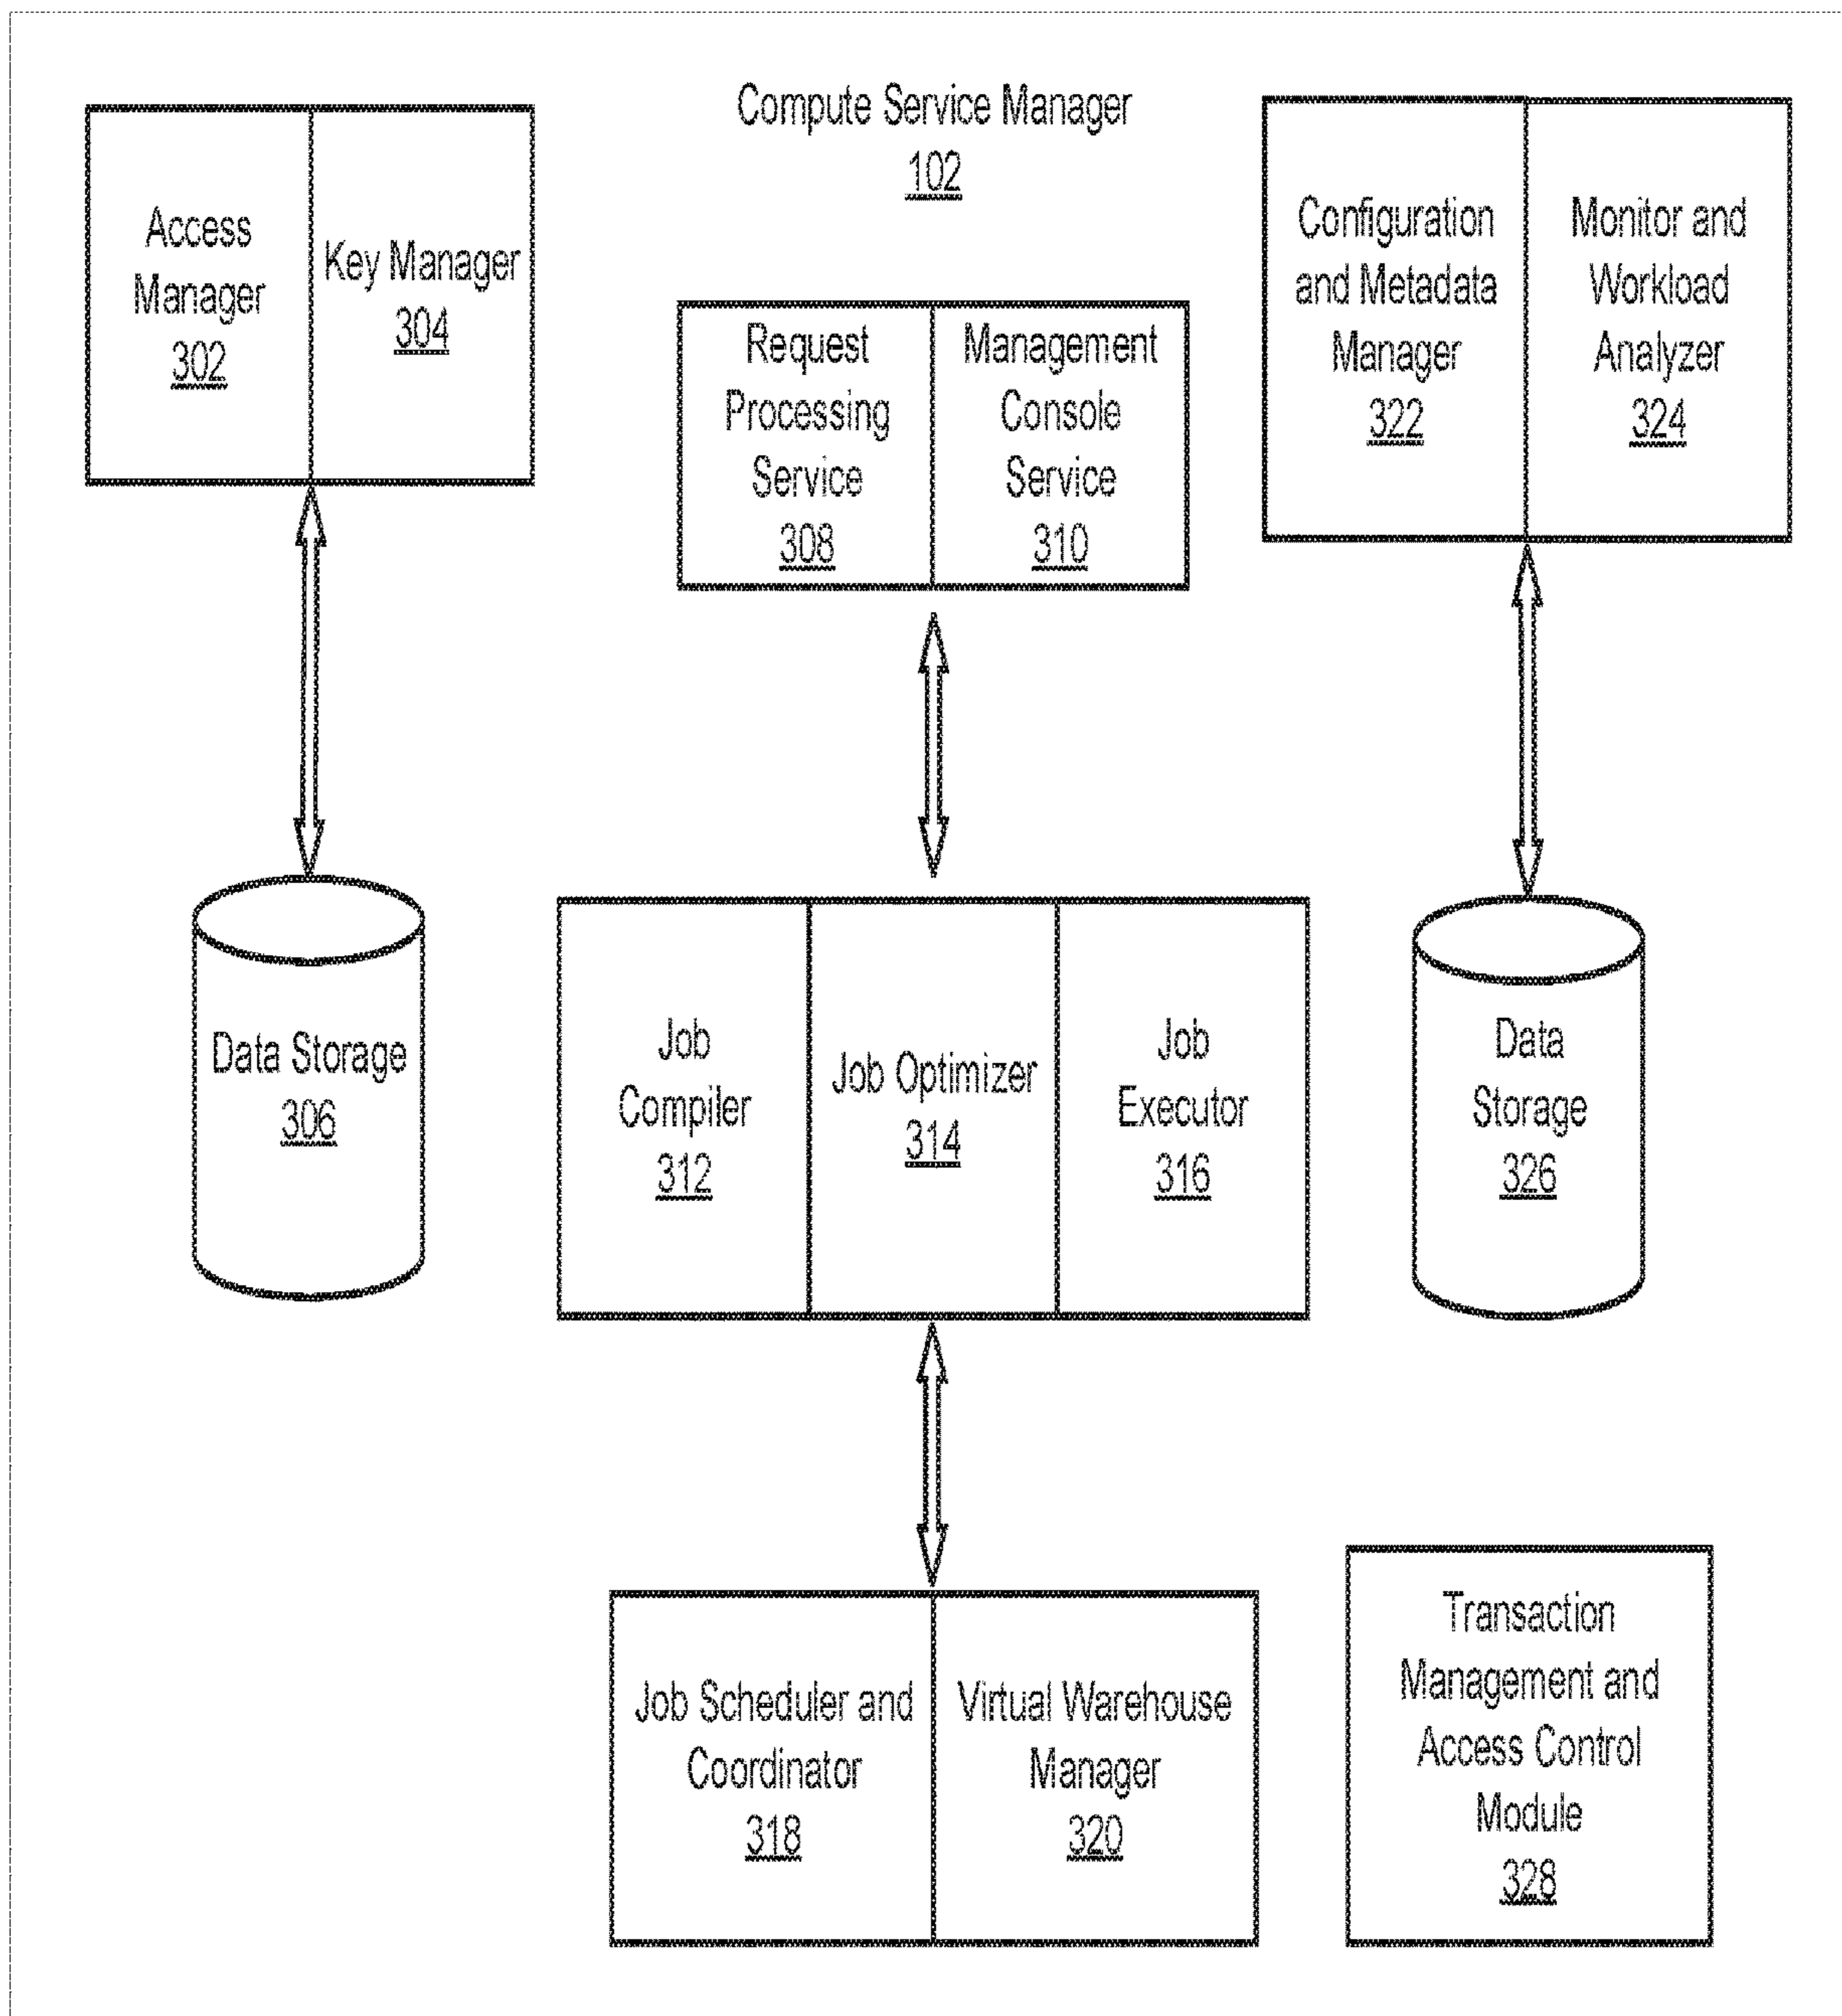 Compute Service Manager
102
Access
Manager
302
Key Manager
304
Request
Processing
Service
308
Management
Console
Service
310
Configuration
and Metadata
Manager
322
Monitor and
Workload
Analyzer
324
Data Storage
306
Job
Compiler
312
Job Optimizer
314
Job
Executor
316
Data
Storage
326
Job Scheduler and
Coordinator
318
Virtual Warehouse
Manager
320
Transaction
Management and
Access Control
Module
328